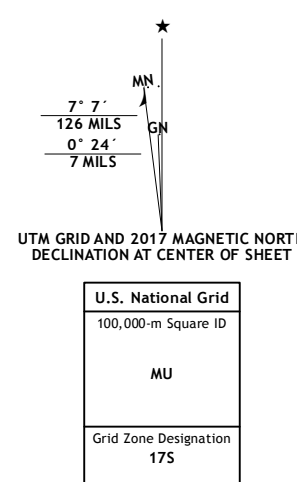 ★
MN
7° 7´
126 MILS
GN
0° 24´
7 MILS
UTM GRID AND 2017 MAGNETIC NORTH
DECLINATION AT CENTER OF SHEET
U.S. National Grid
100,000-m Square ID
MU
Grid Zone Designation
17S